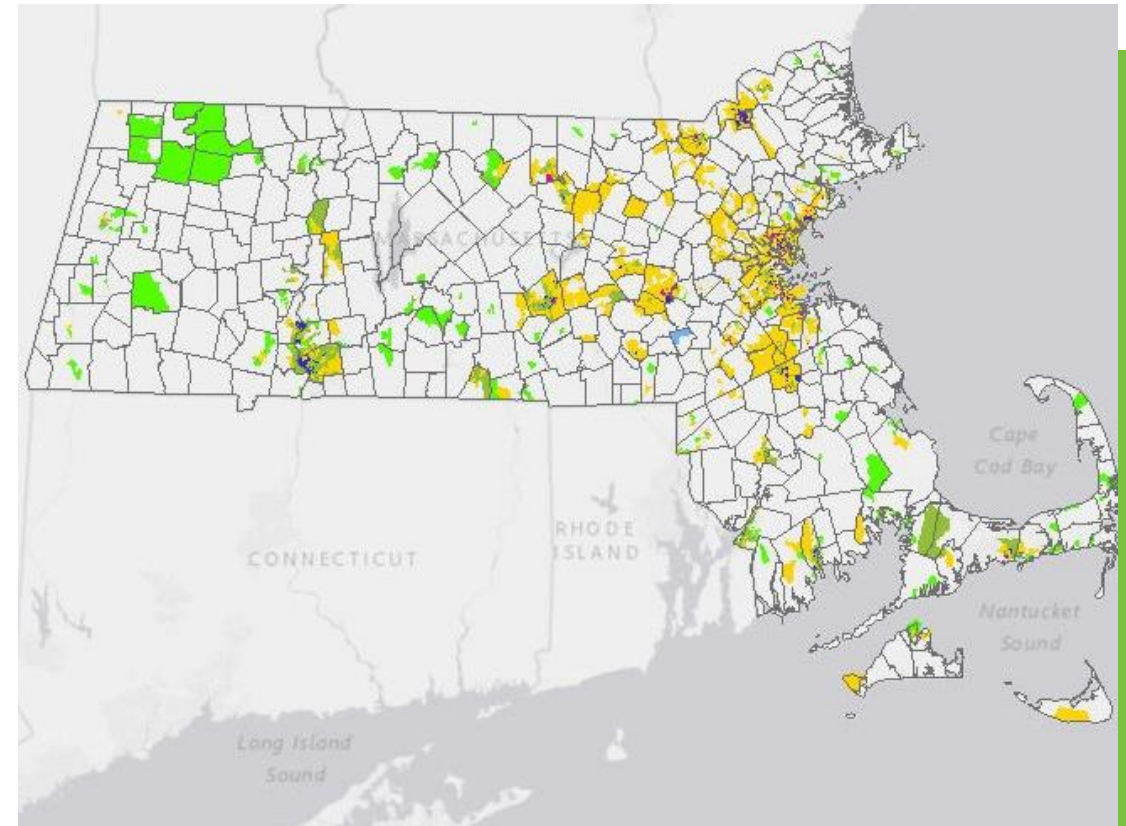 MASSACHUSETTS
CONNECTICUT
RHODE
ISLAND
Cape
Cod Bay
Nantucket
Sound
Long Island
Sound